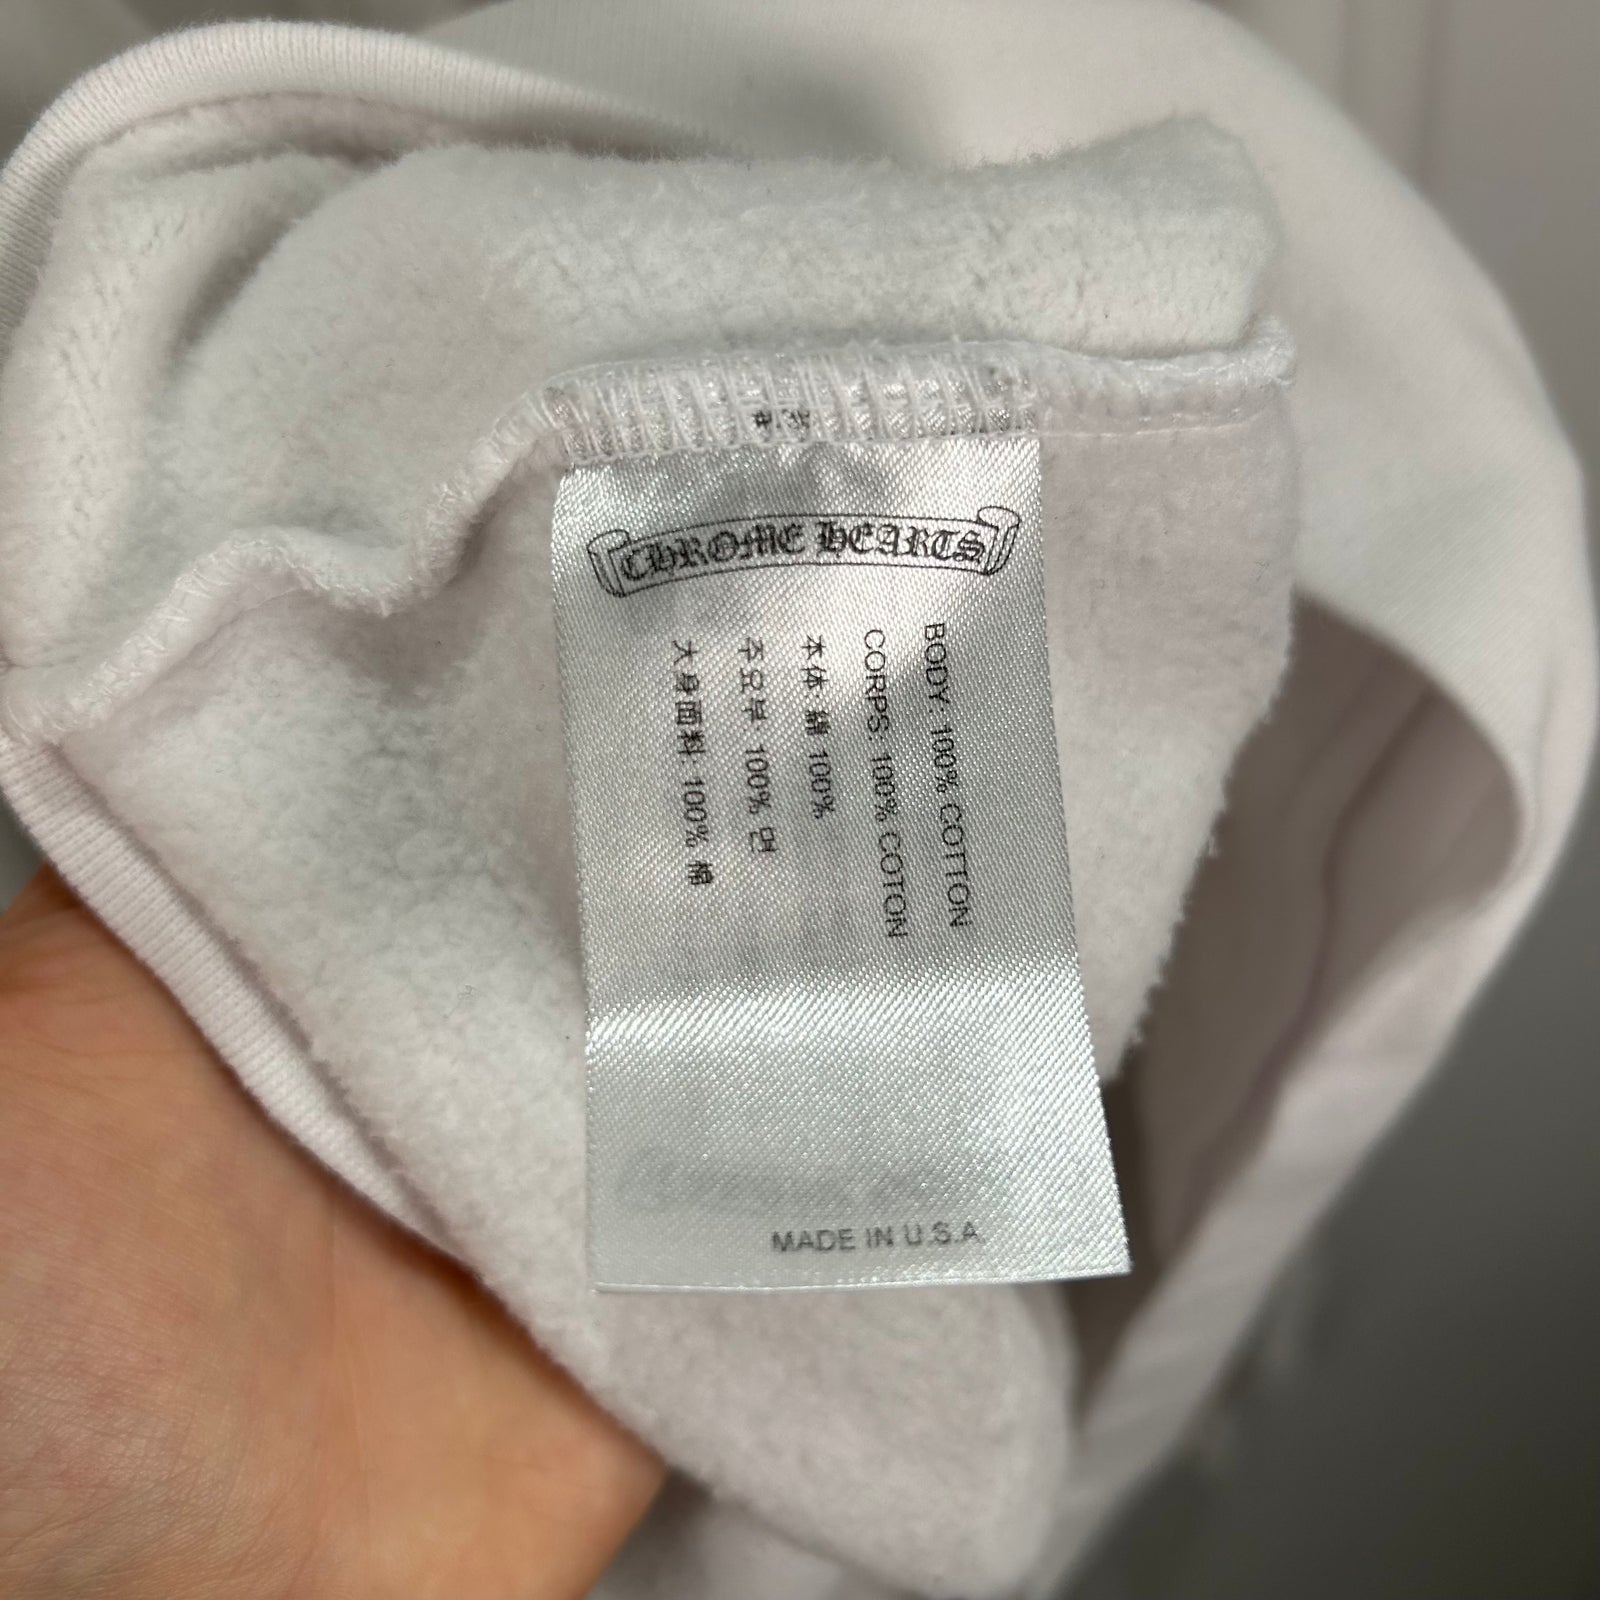 CHROME HEARTS
BODY: 100% COTTON
CORPS: 100% COTON
本体 綿 100%
주요부 100% 면
大身面料: 100% 棉
MADE IN U.S.A.